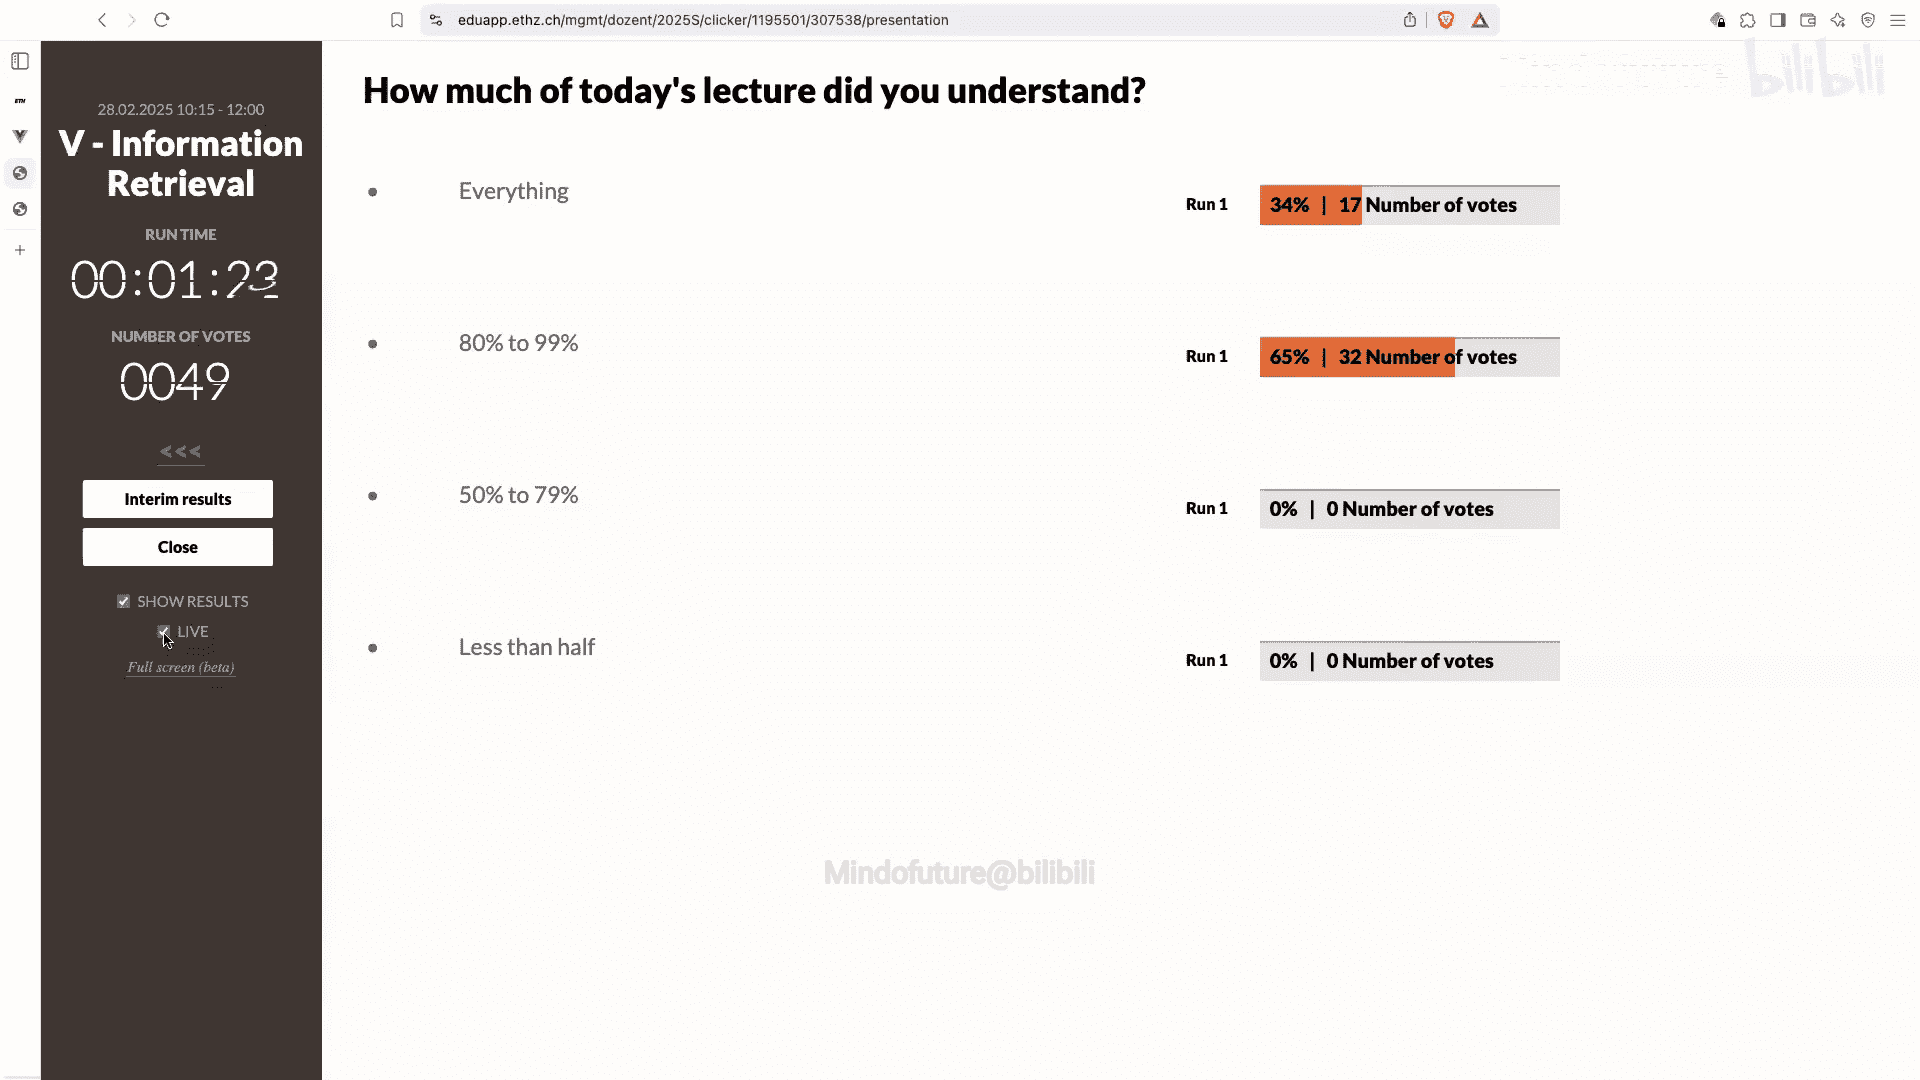 eduapp.ethz.ch/mgmt/dozent/2025S/clicker/1195501/307538/presentation
bilibili
ETH
28.02.2025 10:15 - 12:00
V - Information
Retrieval
RUN TIME
00:01:23
NUMBER OF VOTES
0049
<<<
Interim results
Close
SHOW RESULTS
LIVE
Full screen (beta)
How much of today's lecture did you understand?
Everything
Run 1
34% | 17 Number of votes
80% to 99%
Run 1
65% | 32 Number of votes
50% to 79%
Run 1
0% | 0 Number of votes
Less than half
Run 1
0% | 0 Number of votes
Mindofuture@bilibili